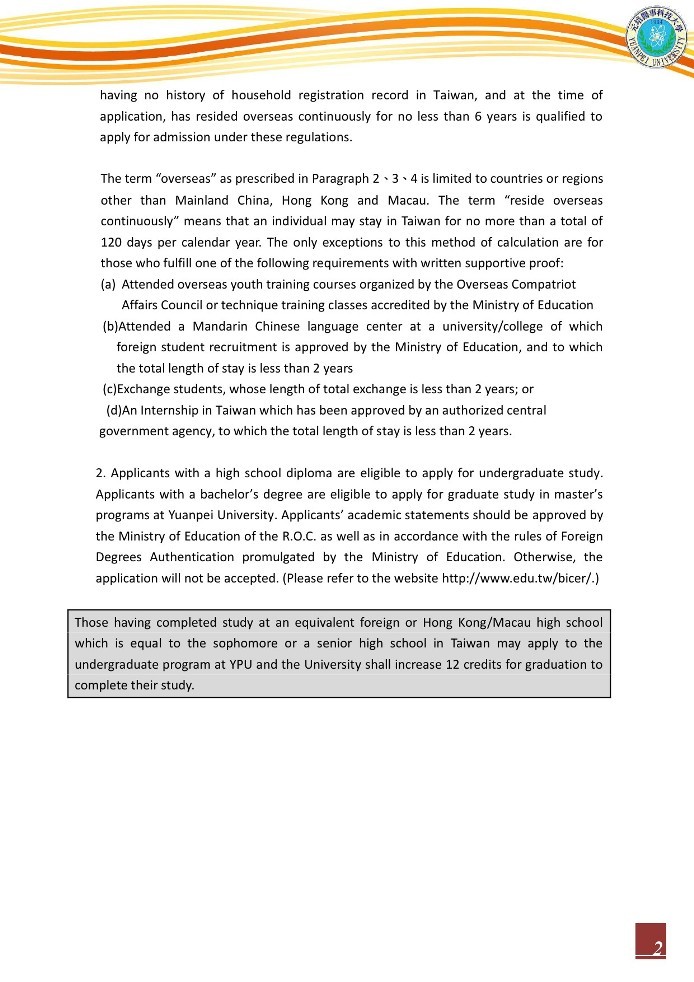 元培醫事科技大學
YUANPEI UNIVERSITY
having no history of household registration record in Taiwan, and at the time of
application, has resided overseas continuously for no less than 6 years is qualified to
apply for admission under these regulations.
The term “overseas” as prescribed in Paragraph 2、3、4 is limited to countries or regions
other than Mainland China, Hong Kong and Macau. The term “reside overseas
continuously” means that an individual may stay in Taiwan for no more than a total of
120 days per calendar year. The only exceptions to this method of calculation are for
those who fulfill one of the following requirements with written supportive proof:
(a) Attended overseas youth training courses organized by the Overseas Compatriot
Affairs Council or technique training classes accredited by the Ministry of Education
(b)Attended a Mandarin Chinese language center at a university/college of which
foreign student recruitment is approved by the Ministry of Education, and to which
the total length of stay is less than 2 years
(c)Exchange students, whose length of total exchange is less than 2 years; or
(d)An Internship in Taiwan which has been approved by an authorized central
government agency, to which the total length of stay is less than 2 years.
2. Applicants with a high school diploma are eligible to apply for undergraduate study.
Applicants with a bachelor’s degree are eligible to apply for graduate study in master’s
programs at Yuanpei University. Applicants’ academic statements should be approved by
the Ministry of Education of the R.O.C. as well as in accordance with the rules of Foreign
Degrees Authentication promulgated by the Ministry of Education. Otherwise, the
application will not be accepted. (Please refer to the website http://www.edu.tw/bicer/.)
Those having completed study at an equivalent foreign or Hong Kong/Macau high school
which is equal to the sophomore or a senior high school in Taiwan may apply to the
undergraduate program at YPU and the University shall increase 12 credits for graduation to
complete their study.
2